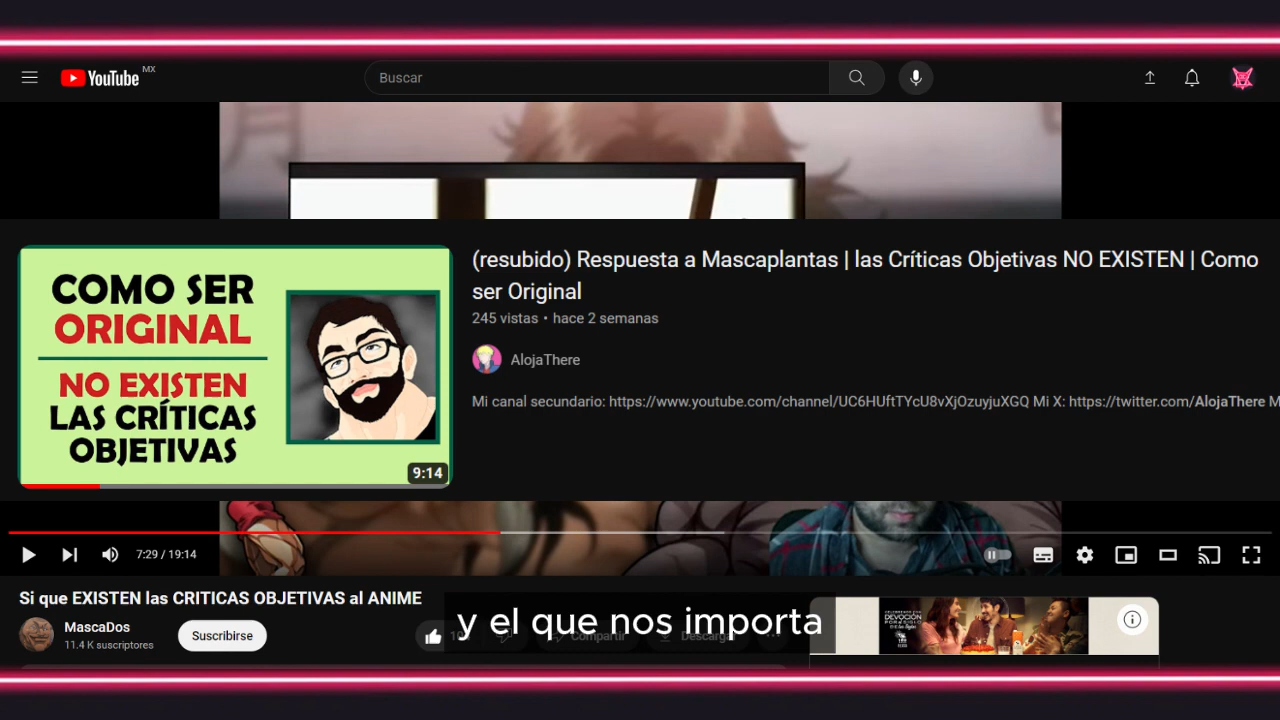 YouTube MX
Buscar
COMO SER
ORIGINAL
NO EXISTEN
LAS CRÍTICAS
OBJETIVAS
9:14
(resubido) Respuesta a Mascaplantas | las Críticas Objetivas NO EXISTEN | Como
ser Original
245 vistas • hace 2 semanas
AlojaThere
Mi canal secundario: https://www.youtube.com/channel/UC6HUftTYcU8vXjOzuyjuXGQ Mi X: https://twitter.com/AlojaThere M
7:29 / 19:14
Si que EXISTEN las CRITICAS OBJETIVAS al ANIME
MascaDos
11.4 K suscriptores
Suscribirse
Compartir
Descargar
y el que nos importa
DEVOCIÓN